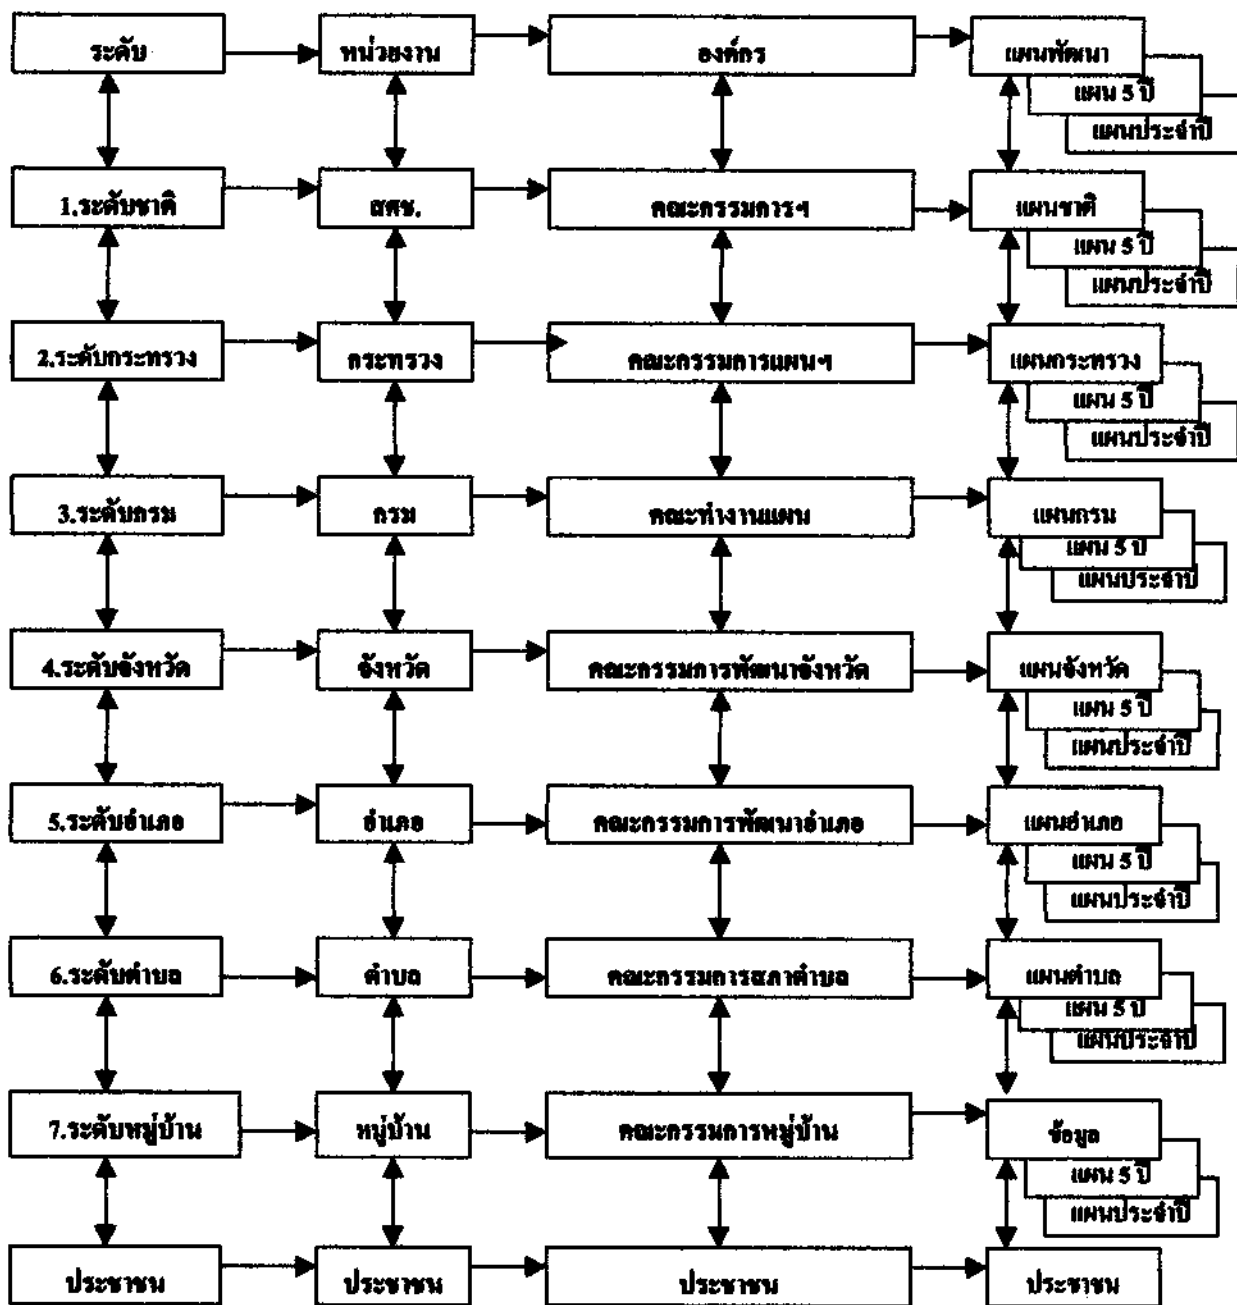 ระดับ
หน่วยงาน
องค์กร
แผนพัฒนา
แผน 5 ปี
แผนประจำปี
1.ระดับชาติ
สศช.
คณะกรรมการฯ
แผนชาติ
แผน 5 ปี
แผนประจำปี
2.ระดับกระทรวง
กระทรวง
คณะกรรมการแผนฯ
แผนกระทรวง
แผน 5 ปี
แผนประจำปี
3.ระดับกรม
กรม
คณะทำงานแผน
แผนกรม
แผน 5 ปี
แผนประจำปี
4.ระดับจังหวัด
จังหวัด
คณะกรรมการพัฒนาจังหวัด
แผนจังหวัด
แผน 5 ปี
แผนประจำปี
5.ระดับอำเภอ
อำเภอ
คณะกรรมการพัฒนาอำเภอ
แผนอำเภอ
แผน 5 ปี
แผนประจำปี
6.ระดับตำบล
ตำบล
คณะกรรมการสภาตำบล
แผนตำบล
แผน 5 ปี
แผนประจำปี
7.ระดับหมู่บ้าน
หมู่บ้าน
คณะกรรมการหมู่บ้าน
ข้อมูล
แผน 5 ปี
แผนประจำปี
ประชาชน
ประชาชน
ประชาชน
ประชาชน